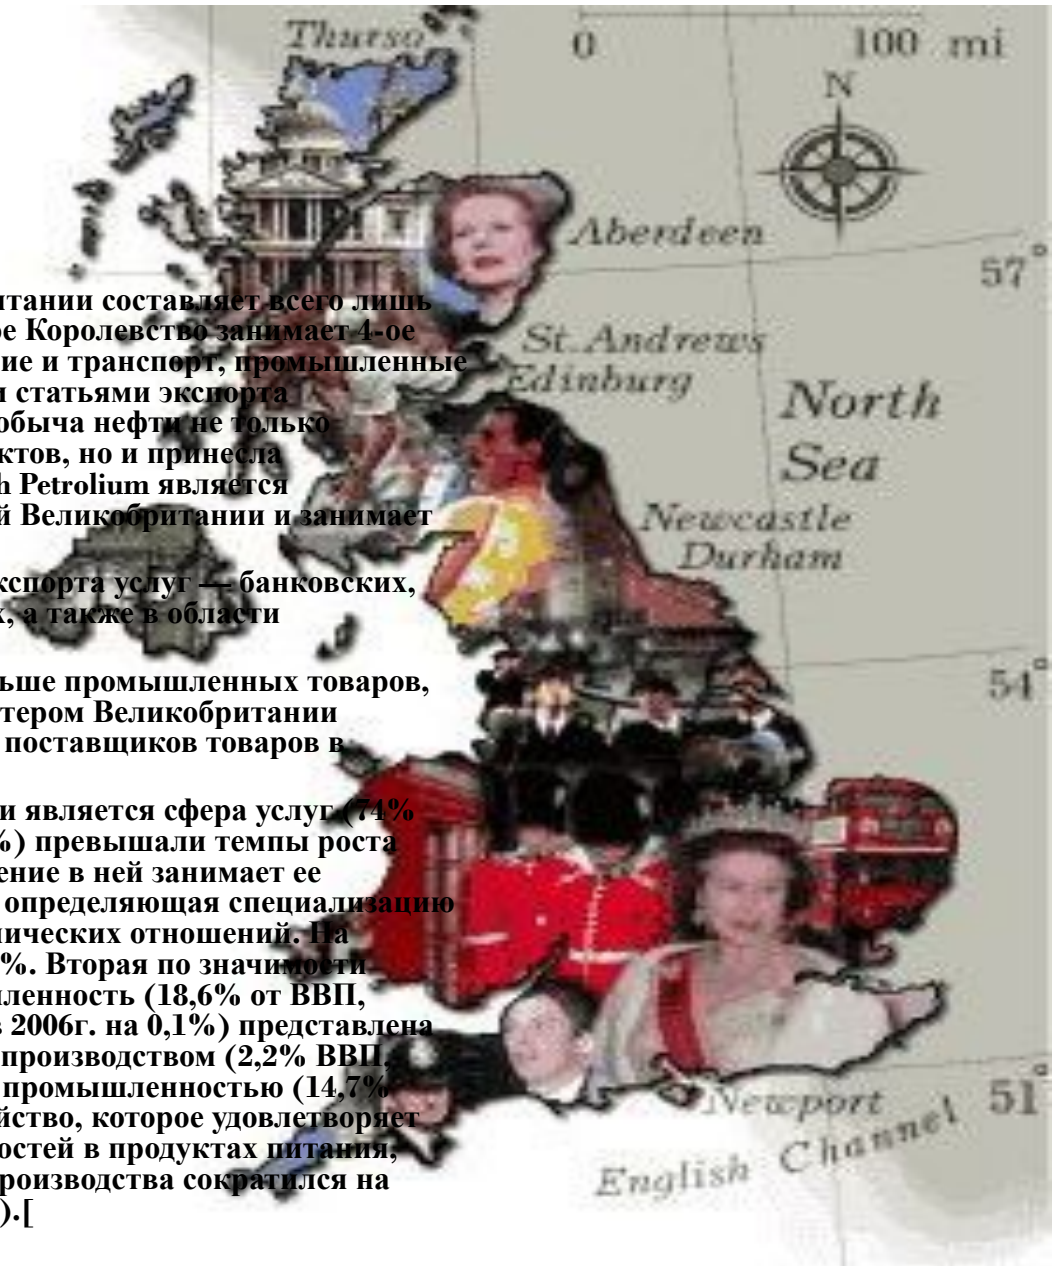 Thurso
0 100 mi
N
Aberdeen
57°
St. Andrews
Edinburg
North
Sea
Newcastle
Durham
54°
Newport
51°
English Channel
итании составляет всего лишь
ое Королевство занимает 4-ое
ие и транспорт, промышленные
и статьями экспорта
обыча нефти не только
ктов, но и принесла
h Petrolium является
й Великобритании и занимает
кспорта услуг — банковских,
х, а также в области
льше промышленных товаров,
тером Великобритании
поставщиков товаров в
и является сфера услуг (74%
%) превышали темпы роста
ение в ней занимает ее
определяющая специализацию
мических отношений. На
%. Вторая по значимости
ленность (18,6% от ВВП,
в 2006г. на 0,1%) представлена
производством (2,2% ВВП,
промышленностью (14,7%
йство, которое удовлетворяет
остей в продуктах питания,
производства сократился на
).[